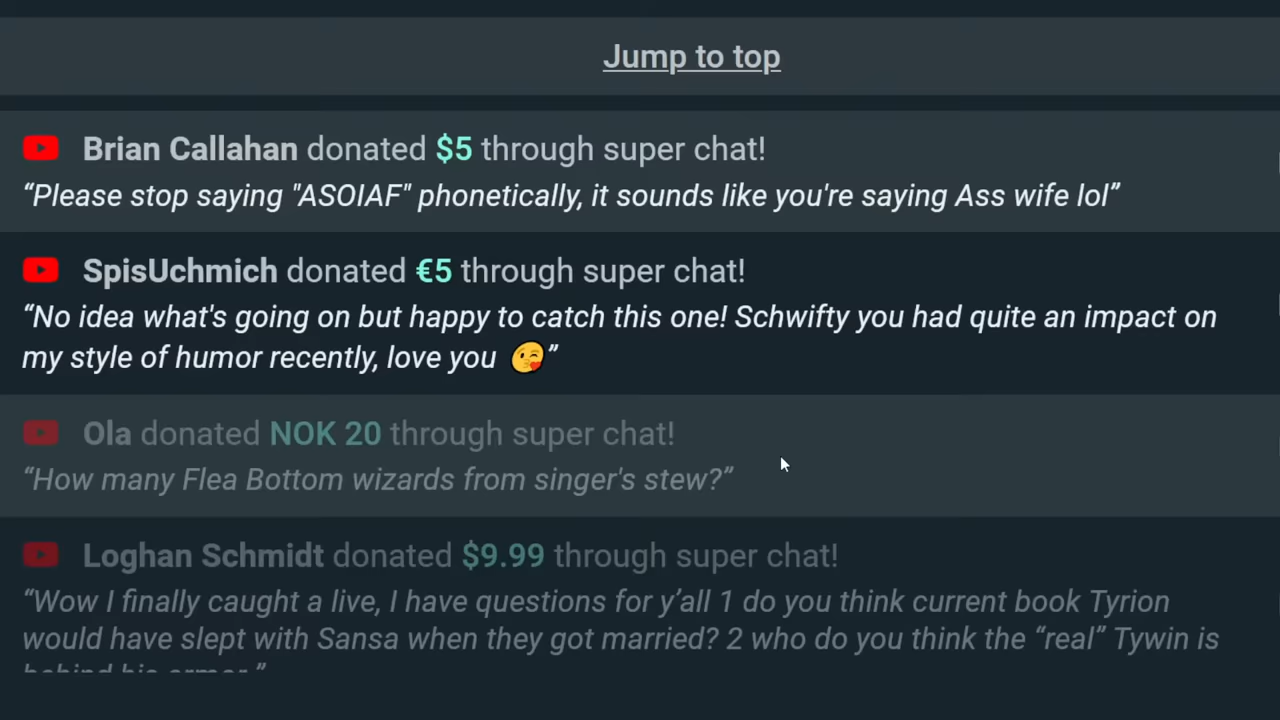 Jump to top
Brian Callahan donated $5 through super chat!
“Please stop saying "ASOIAF" phonetically, it sounds like you're saying Ass wife lol”
SpisUchmich donated €5 through super chat!
“No idea what's going on but happy to catch this one! Schwifty you had quite an impact on
my style of humor recently, love you 😘”
Ola donated NOK 20 through super chat!
“How many Flea Bottom wizards from singer's stew?”
Loghan Schmidt donated $9.99 through super chat!
“Wow I finally caught a live, I have questions for y’all 1 do you think current book Tyrion
would have slept with Sansa when they got married? 2 who do you think the “real” Tywin is
behind his armor.”